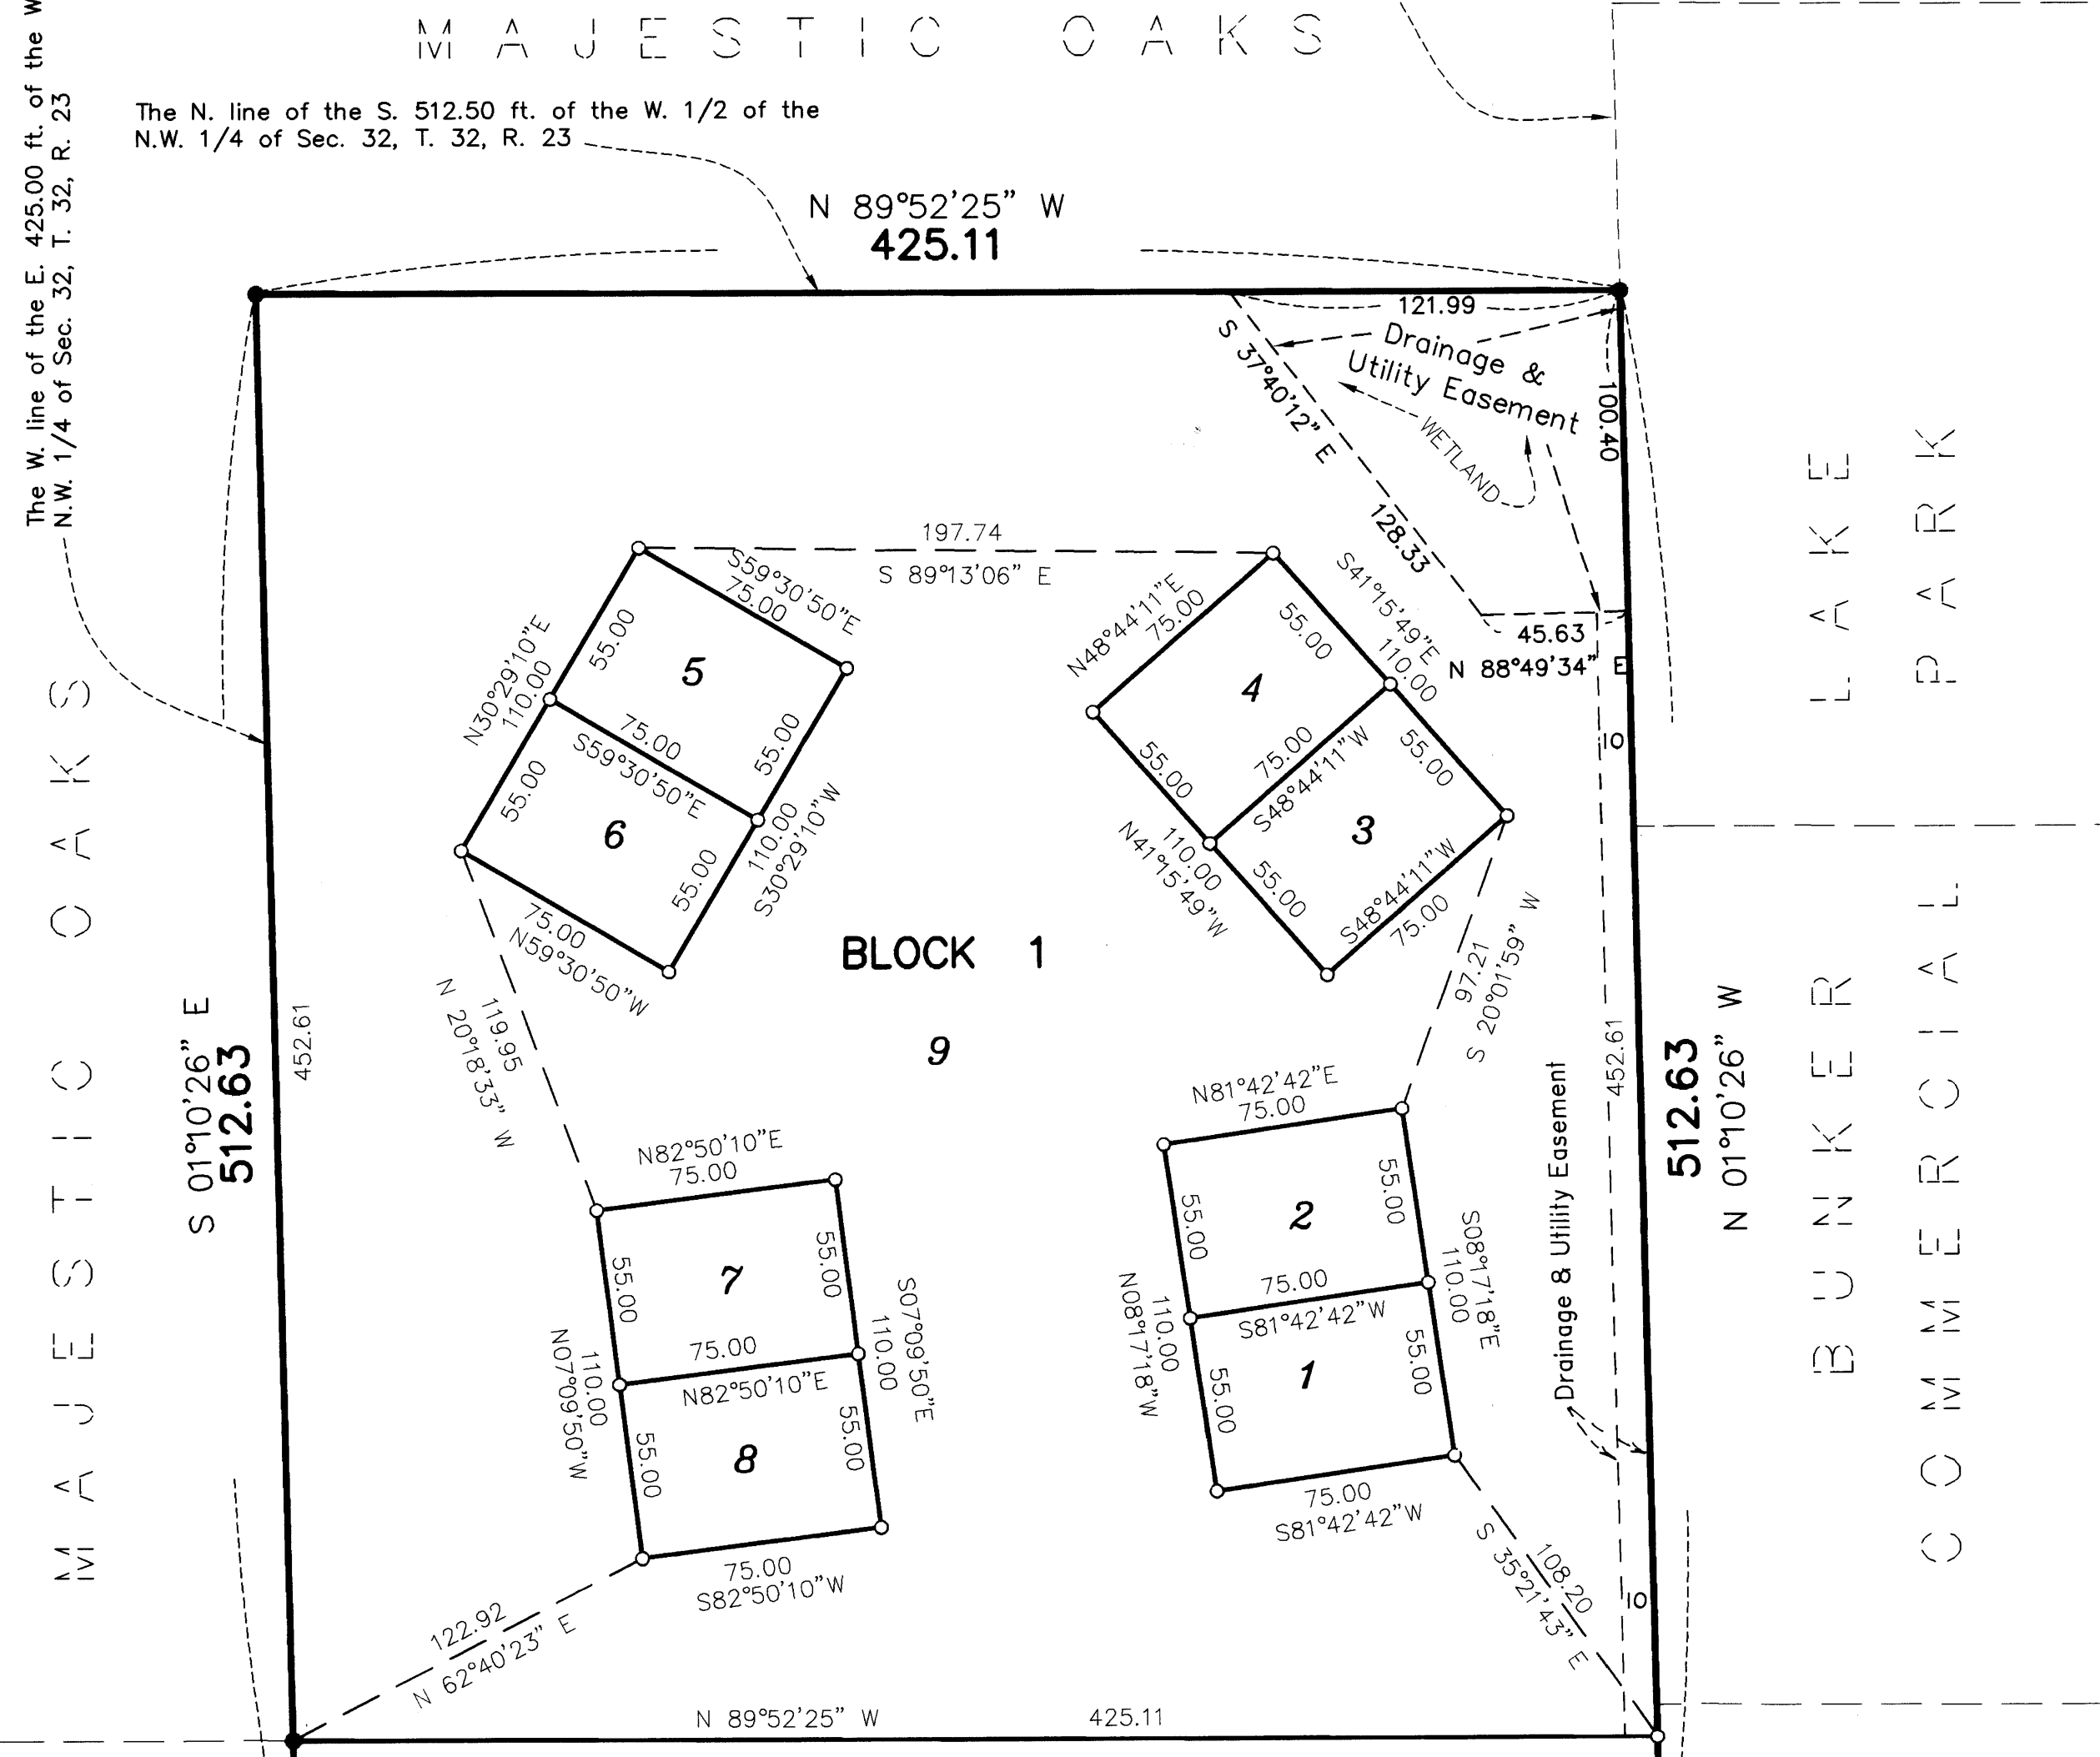 MAJESTIC OAKS
The W. line of the E. 425.00 ft. of the W
N.W. 1/4 of Sec. 32, T. 32, R. 23
The N. line of the S. 512.50 ft. of the W. 1/2 of the
N.W. 1/4 of Sec. 32, T. 32, R. 23
N 89°52'25" W
425.11
121.99
Drainage &
Utility Easement
S 37°40'12" E
128.33
WETLAND
100.40
45.63
N 88°49'34" E
10
197.74
S 89°13'06" E
S59°30'50"E
75.00
N30°29'10"E
110.00
55.00
5
55.00
75.00
S59°30'50"E
55.00
6
55.00
110.00
S30°29'10"W
75.00
N59°30'50"W
N48°44'11"E
75.00
55.00
S41°15'49"E
110.00
4
55.00
75.00
S48°44'11"W
55.00
3
110.00
N41°15'49"W
55.00
S48°44'11"W
75.00
BLOCK 1
9
97.21
S 20°01'59" W
119.95
N 20°18'33" W
S 01°10'26" E
512.63
452.61
452.61
512.63
N 01°10'26" W
MAJESTIC OAKS
BUNKER LAKE
COMMERCIAL PARK
Drainage & Utility Easement
N82°50'10"E
75.00
55.00
7
55.00
75.00
N82°50'10"E
110.00
N07°09'50"W
110.00
S07°09'50"E
55.00
8
55.00
75.00
S82°50'10"W
N81°42'42"E
75.00
55.00
2
55.00
75.00
S81°42'42"W
110.00
N08°17'18"W
S08°17'18"E
110.00
55.00
1
55.00
75.00
S81°42'42"W
108.20
S 35°21'43" E
10
122.92
N 62°40'23" E
N 89°52'25" W
425.11